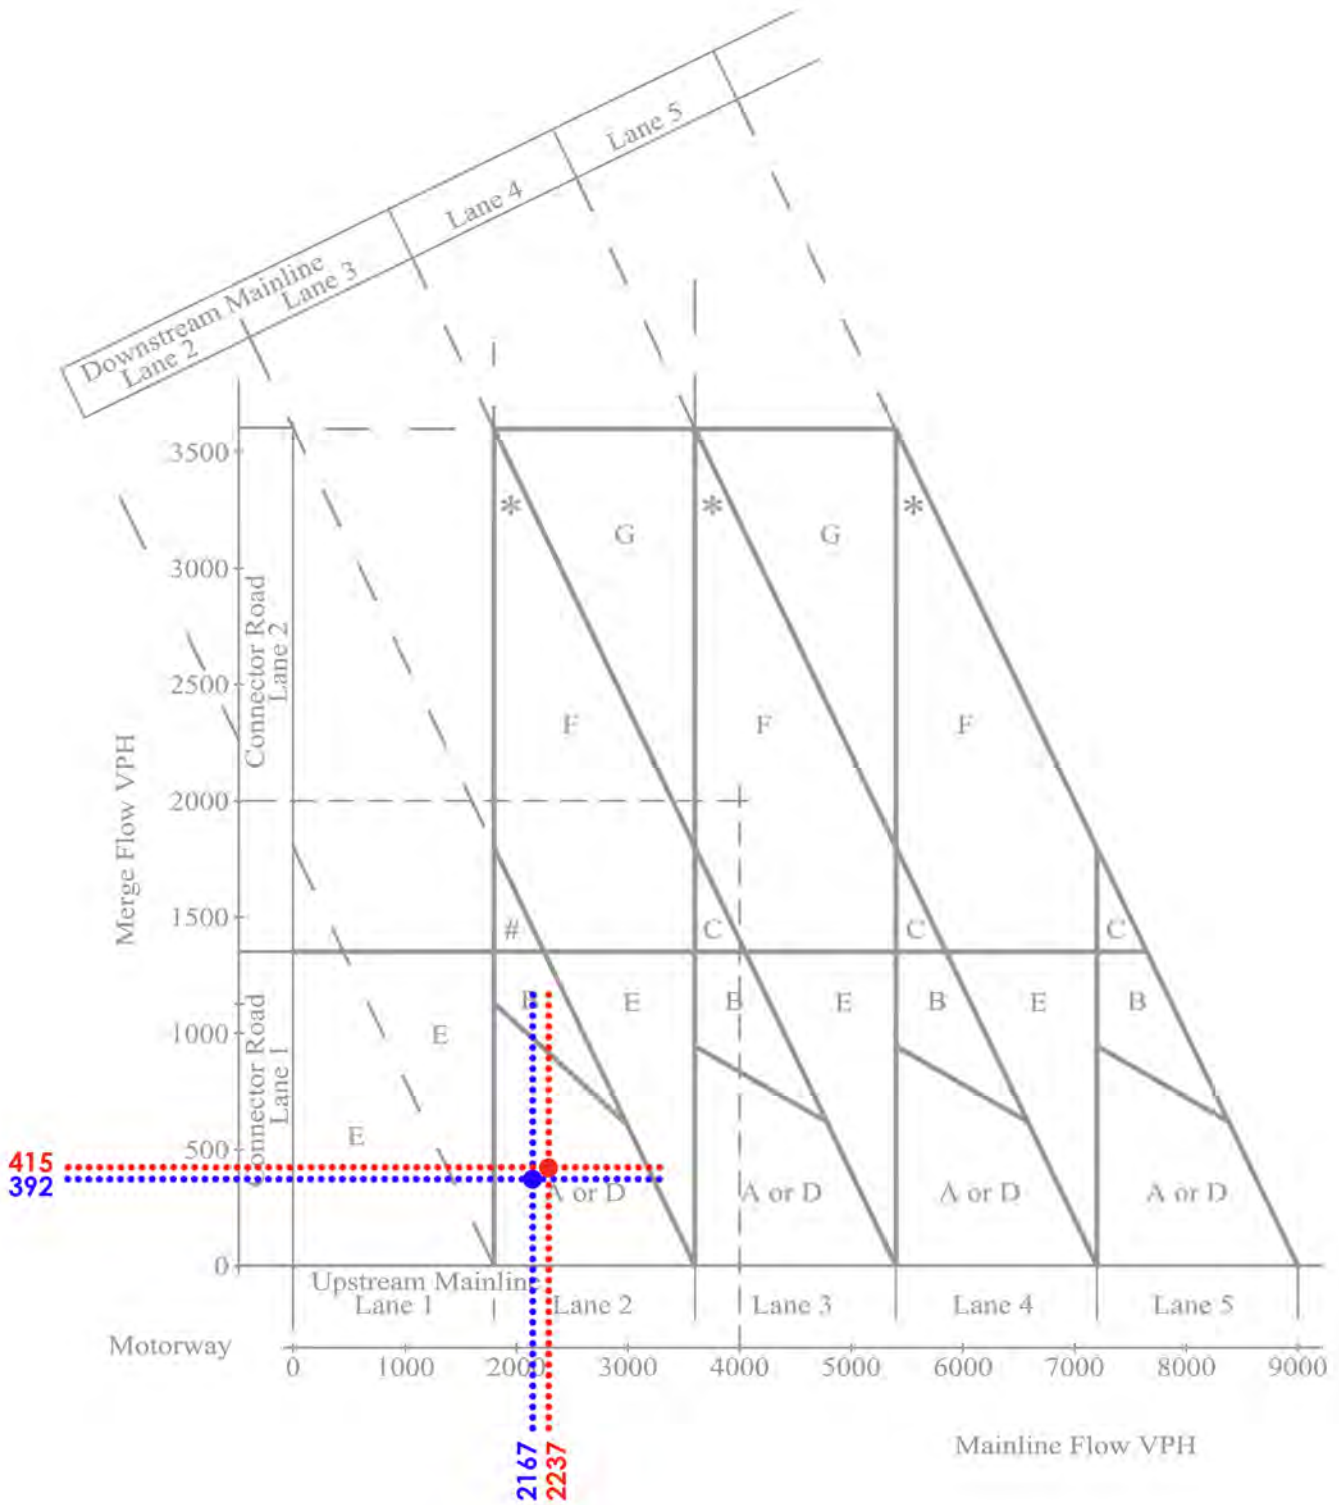 Lane 5
Lane 4
Downstream Mainline
Lane 3
Lane 2
3500
*
*
*
G
G
3000
Connector Road
Lane 2
2500
F
F
F
Merge Flow VPH
2000
1500
#
C
C
C
E
B
E
B
E
B
1000
E
Connector Road
Lane 1
E
500
415
392
A or D
A or D
A or D
A or D
0
Upstream Mainline
Lane 1
Lane 2
Lane 3
Lane 4
Lane 5
Motorway
0
1000
2000
3000
4000
5000
6000
7000
8000
9000
Mainline Flow VPH
2167
2237